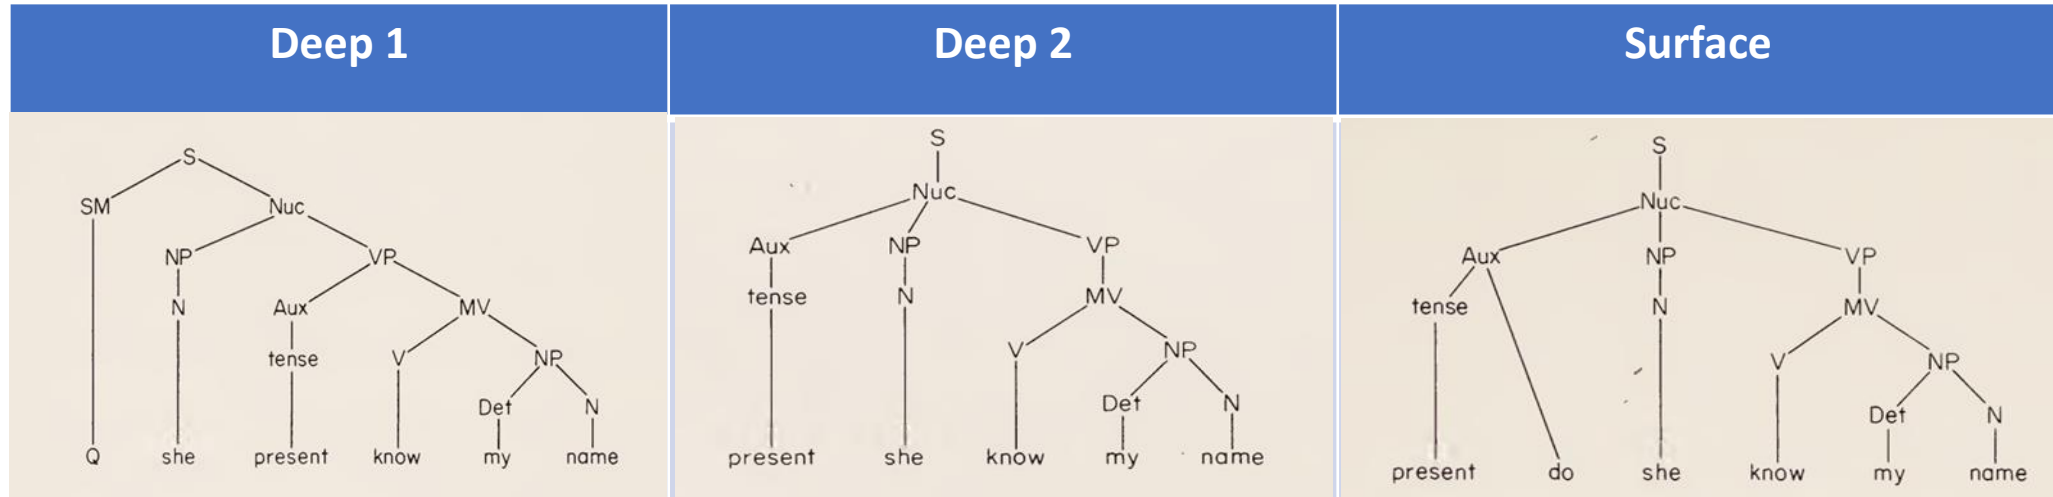 Deep 1
Deep 2
Surface
S
SM Nuc
NP VP
N Aux MV
tense V NP
Det N
Q she present know my name
S
Nuc
Aux NP VP
tense N MV
V NP
Det N
present she know my name
S
Nuc
Aux NP VP
tense N MV
V NP
Det N
present do she know my name